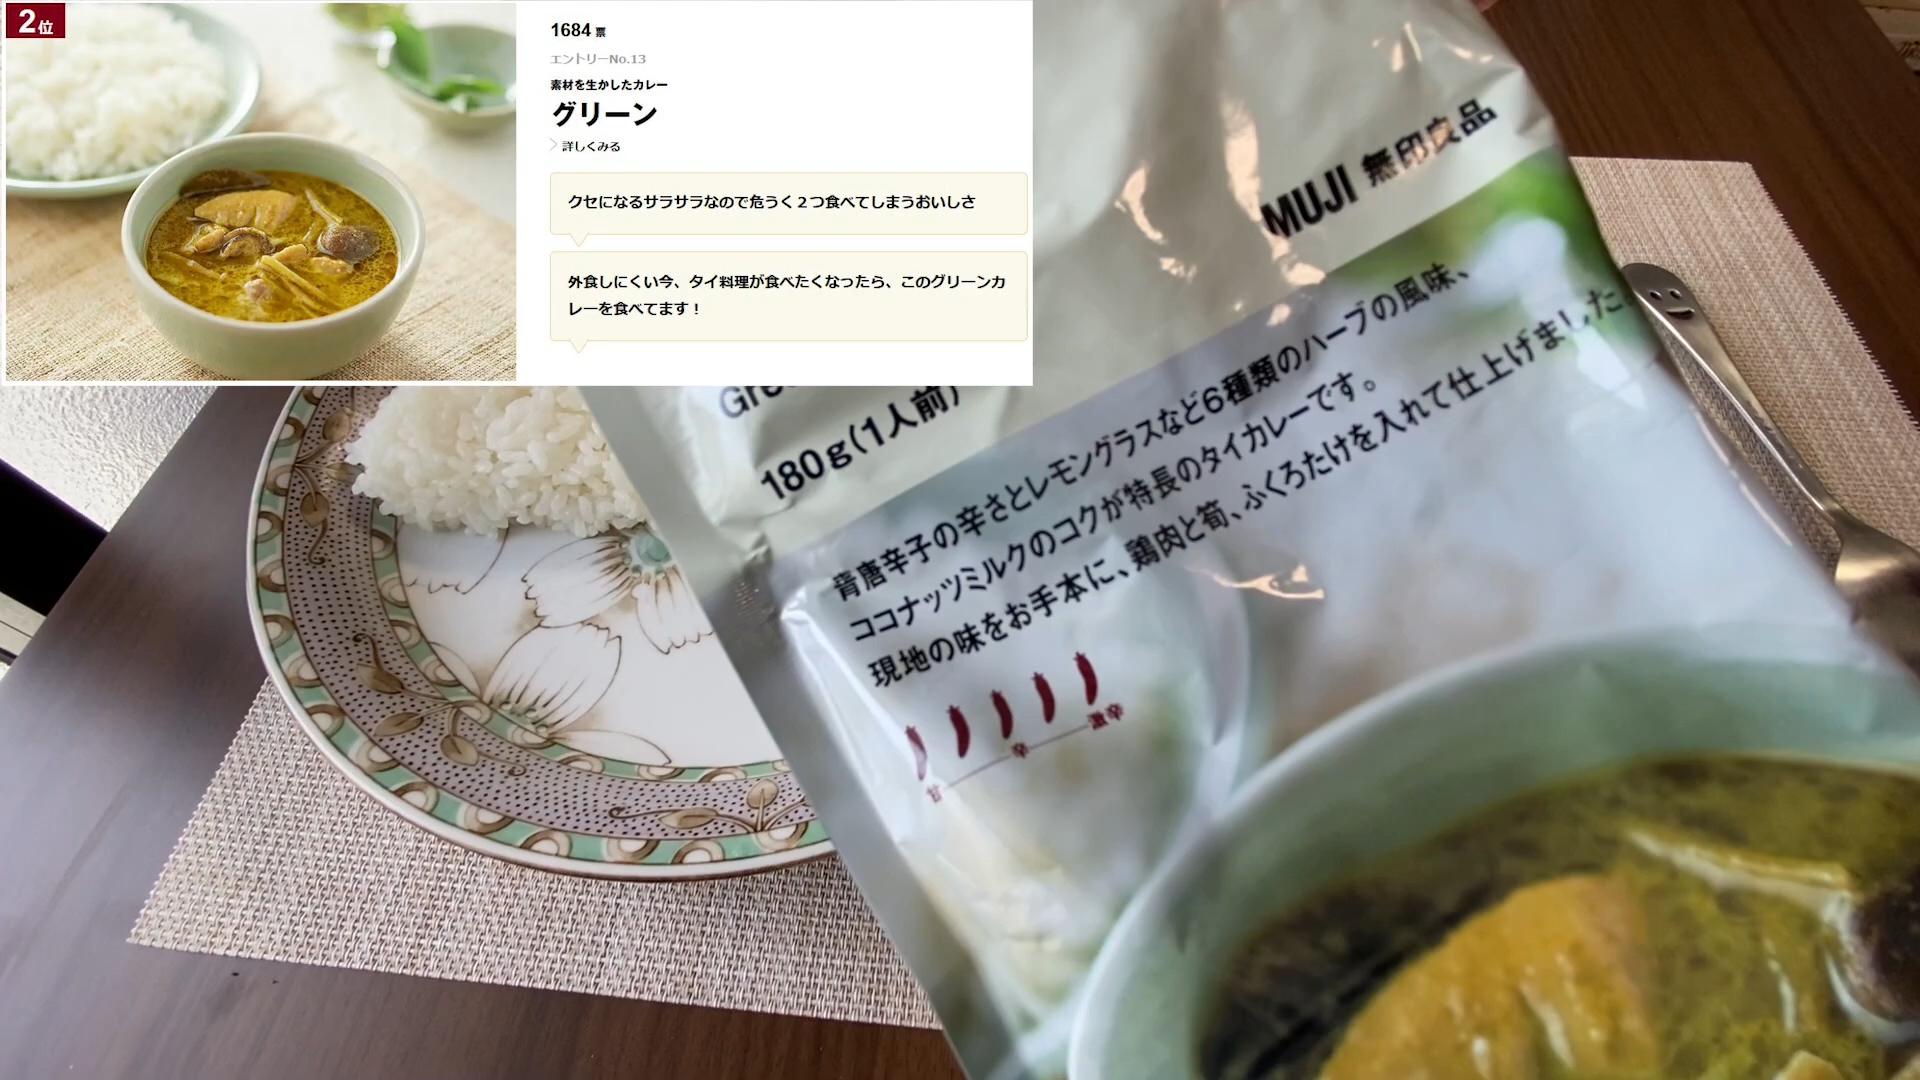 2位
1684 票
エントリーNo.13
素材を生かしたカレー
グリーン
詳しくみる
クセになるサラサラなので危うく2つ食べてしまうおいしさ
外食しにくい今、タイ料理が食べたくなったら、このグリーンカ
レーを食べてます!
MUJI 無印良品
180g(1人前)
青唐辛子の辛さとレモングラスなど6種類のハーブの風味、
ココナッツミルクのコクが特長のタイカレーです。
現地の味をお手本に、鶏肉と筍、ふくろたけを入れて仕上げました。
甘 辛 激辛